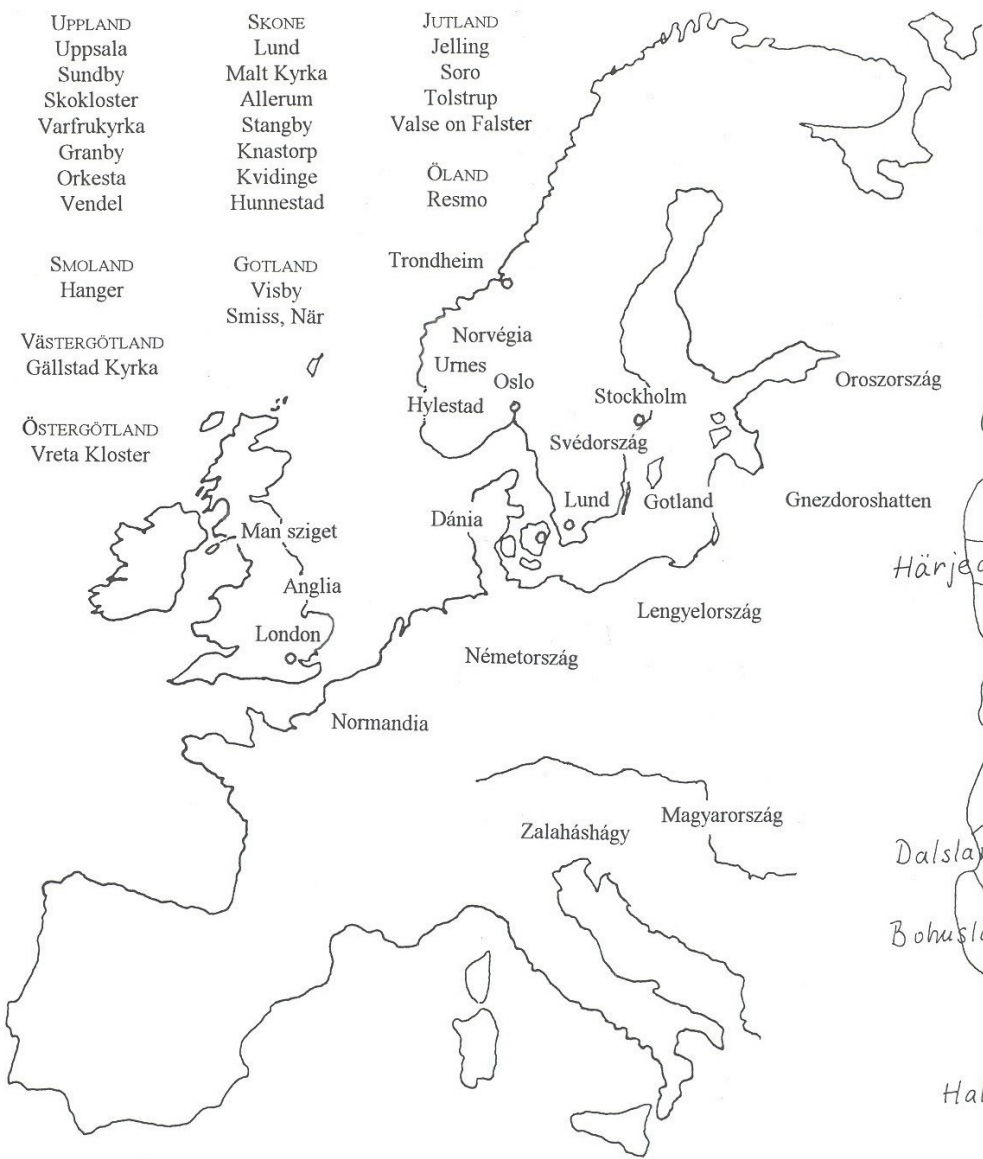 UPPLAND
Uppsala
Sundby
Skokloster
Varfrukyrka
Granby
Orkesta
Vendel
SKONE
Lund
Malt Kyrka
Allerum
Stangby
Knastorp
Kvidinge
Hunnestad
JUTLAND
Jelling
Soro
Tolstrup
Valse on Falster
ÖLAND
Resmo
SMOLAND
Hanger
GOTLAND
Visby
Smiss, När
VÄSTERGÖTLAND
Gällstad Kyrka
ÖSTERGÖTLAND
Vreta Kloster
Trondheim
Norvégia
Urnes
Oslo
Hylestad
Stockholm
Oroszország
Svédország
Lund
Gotland
Gnezdoroshatten
Dánia
Man sziget
Anglia
London
Lengyelország
Németország
Normandia
Magyarország
Zalaháshágy